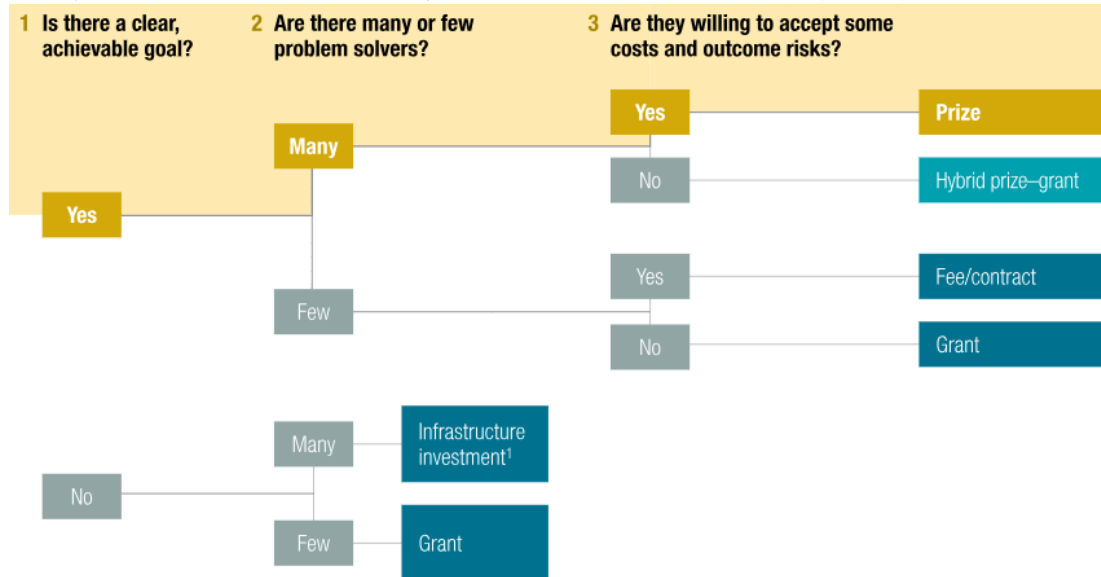 1 Is there a clear,
achievable goal?
2 Are there many or few
problem solvers?
3 Are they willing to accept some
costs and outcome risks?
Yes
Prize
Many
No
Hybrid prize–grant
Yes
Yes
Fee/contract
Few
No
Grant
Many
Infrastructure
investment¹
No
Few
Grant